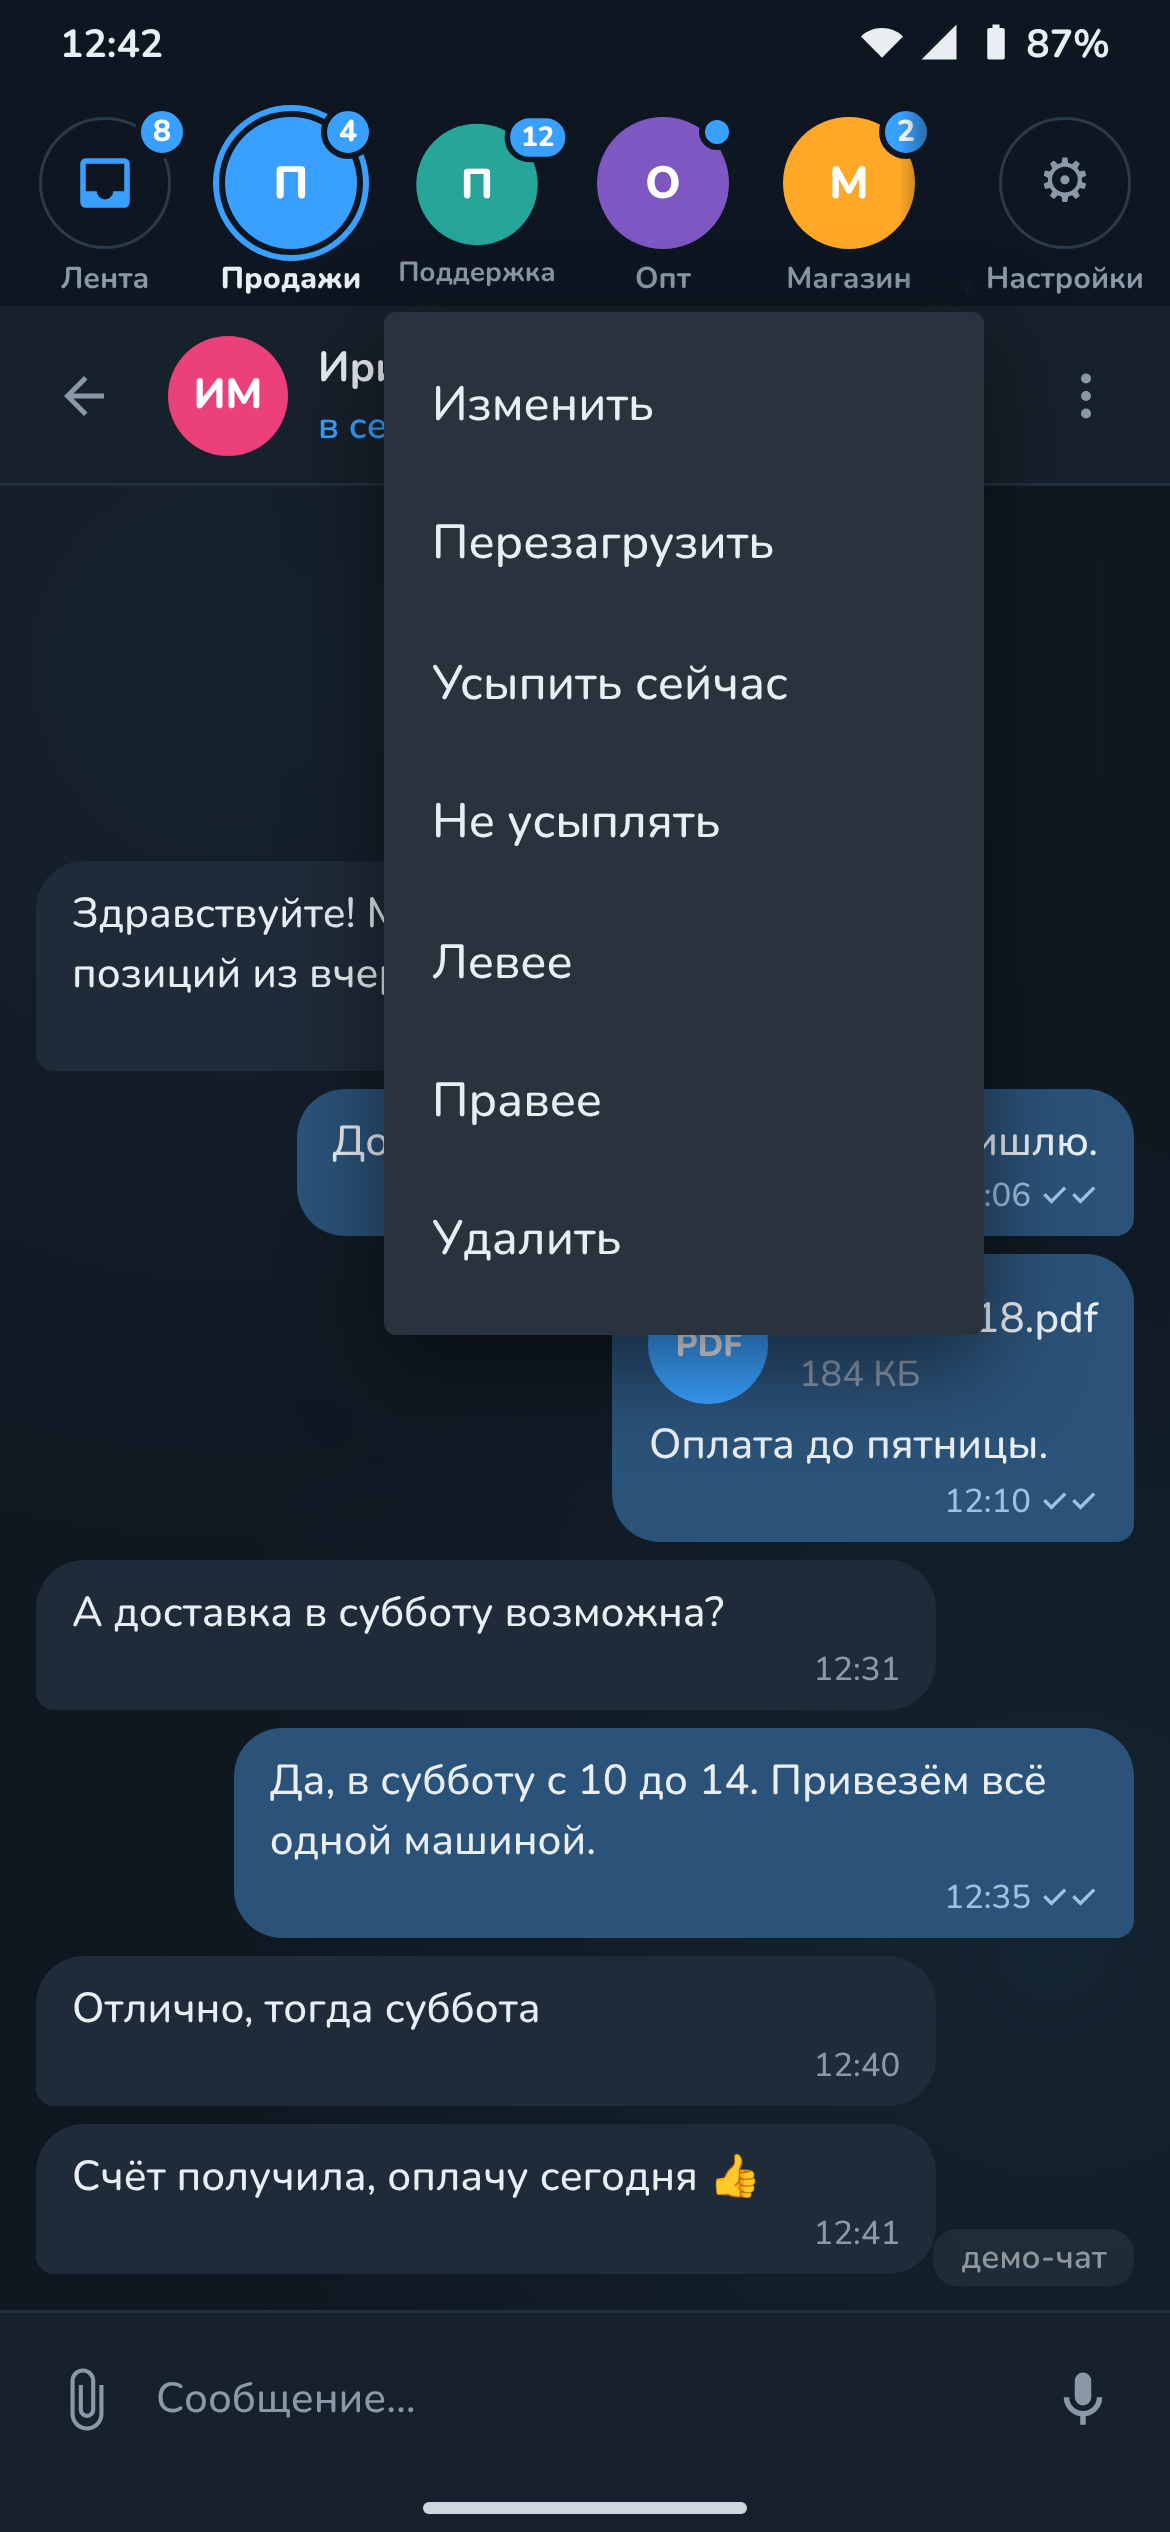 12:42
87%
8
4
12
2
П
П
О
М
Лента
Продажи
Поддержка
Опт
Магазин
Настройки
ИМ
Изменить
Перезагрузить
Усыпить сейчас
Не усыплять
Левее
Правее
Удалить
Здравствуйте!
позиций из
:06
18.pdf
PDF
184 КБ
Оплата до пятницы.
12:10
А доставка в субботу возможна?
12:31
Да, в субботу с 10 до 14. Привезём всё
одной машиной.
12:35
Отлично, тогда суббота
12:40
Счёт получила, оплачу сегодня 👍
12:41
демо-чат
Сообщение...